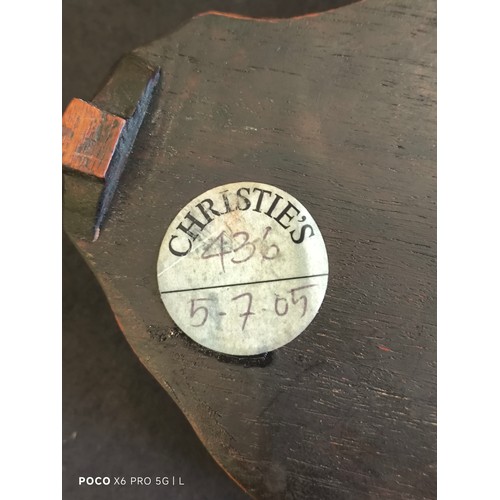 CHRISTIE'S
436
5-7-05
POCO X6 PRO 5G | L